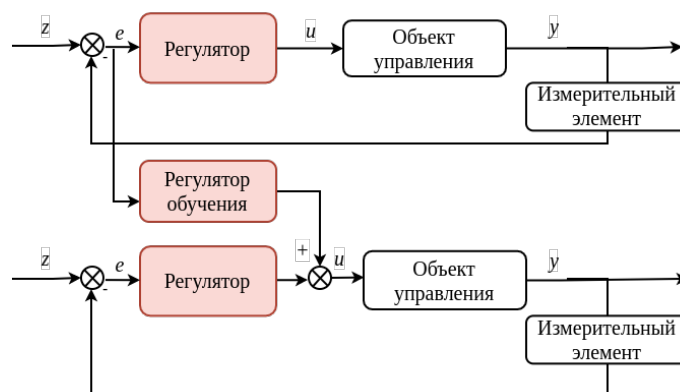 z
e
Регулятор
u
Объект
управления
y
-
Измерительный
элемент
Регулятор
обучения
+
z
e
Регулятор
u
Объект
управления
y
-
Измерительный
элемент